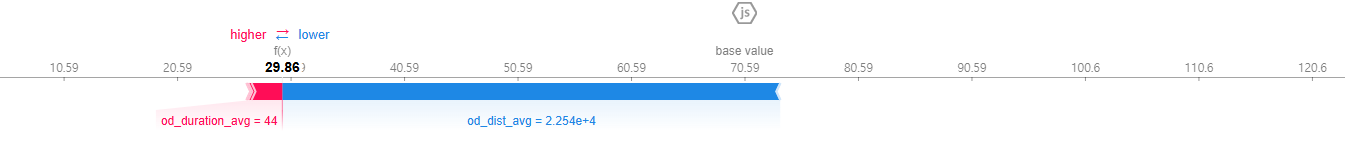 js
higher ⇄ lower
f(x) base value
10.59 20.59 29.86 40.59 50.59 60.59 70.59 80.59 90.59 100.6 110.6 120.6
od_duration_avg = 44 od_dist_avg = 2.254e+4